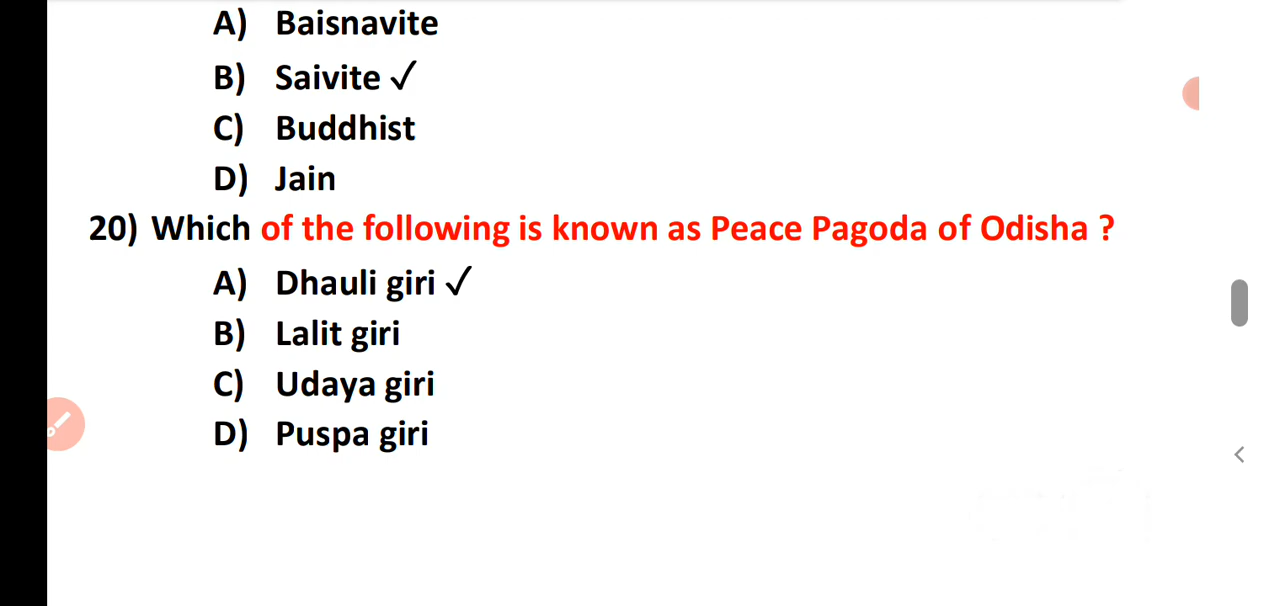 A) Baisnavite
B) Saivite ✓
C) Buddhist
D) Jain
20) Which of the following is known as Peace Pagoda of Odisha ?
A) Dhauli giri ✓
B) Lalit giri
C) Udaya giri
D) Puspa giri